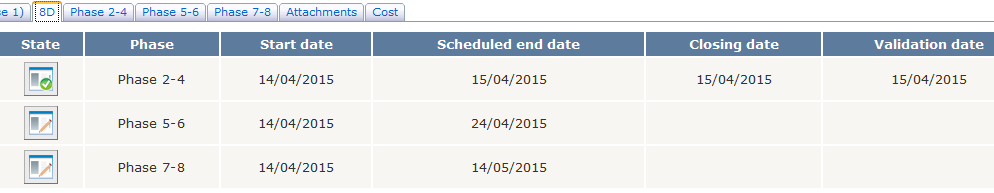 se 1) 8D Phase 2-4 Phase 5-6 Phase 7-8 Attachments Cost
State Phase Start date Scheduled end date Closing date Validation date
Phase 2-4 14/04/2015 15/04/2015 15/04/2015 15/04/2015
Phase 5-6 14/04/2015 24/04/2015
Phase 7-8 14/04/2015 14/05/2015